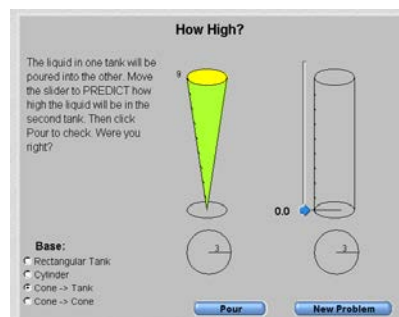 How High?
The liquid in one tank will be
poured into the other. Move
the slider to PREDICT how
high the liquid will be in the
second tank. Then click
Pour to check. Were you
right?
9
0.0
3
3
Base:
Rectangular Tank
Cylinder
Cone -> Tank
Cone -> Cone
Pour
New Problem